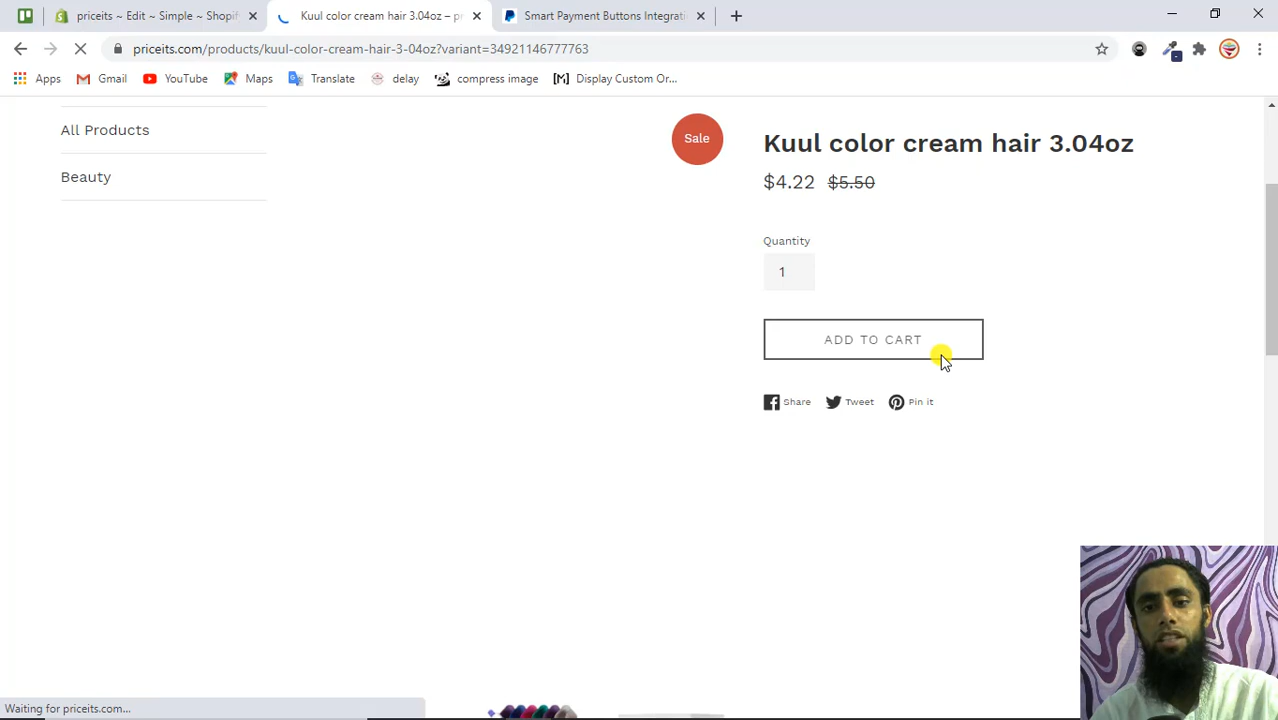 priceits ~ Edit ~ Simple ~ Shopif
Kuul color cream hair 3.04oz – pr
Smart Payment Buttons Integrati
priceits.com/products/kuul-color-cream-hair-3-04oz?variant=34921146777763
Apps
Gmail
YouTube
Maps
Translate
delay
compress image
[M] Display Custom Or...
All Products
Beauty
Sale
Kuul color cream hair 3.04oz
$4.22 $5.50
Quantity
1
ADD TO CART
Share
Tweet
Pin it
Waiting for priceits.com...